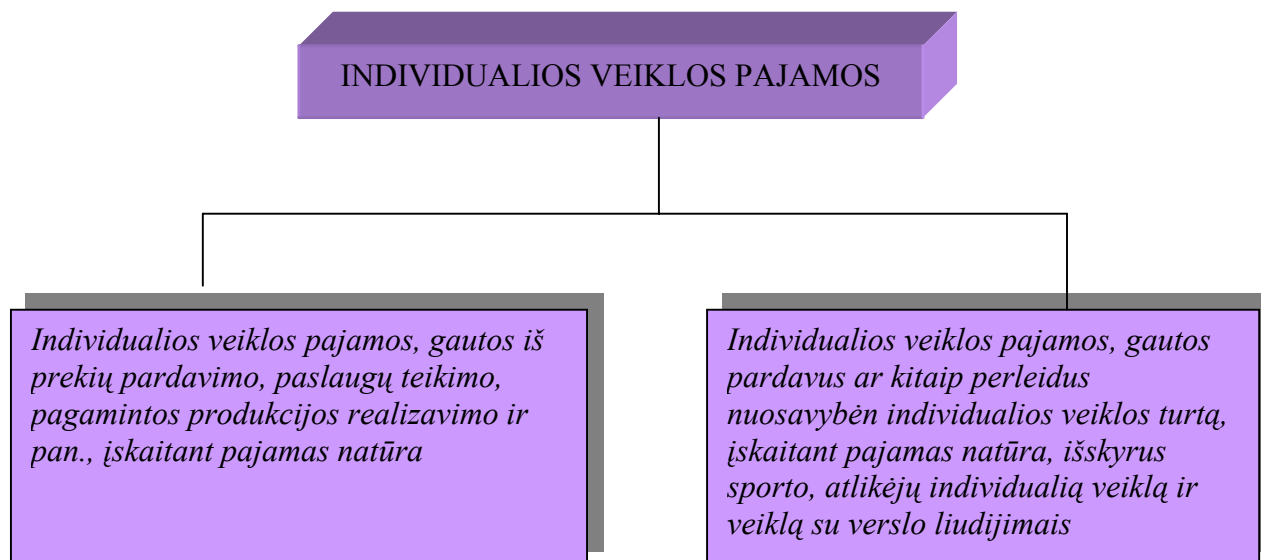 INDIVIDUALIOS VEIKLOS PAJAMOS
Individualios veiklos pajamos, gautos iš
prekių pardavimo, paslaugų teikimo,
pagamintos produkcijos realizavimo ir
pan., įskaitant pajamas natūra
Individualios veiklos pajamos, gautos
pardavus ar kitaip perleidus
nuosavybėn individualios veiklos turtą,
įskaitant pajamas natūra, išskyrus
sporto, atlikėjų individualią veiklą ir
veiklą su verslo liudijimais